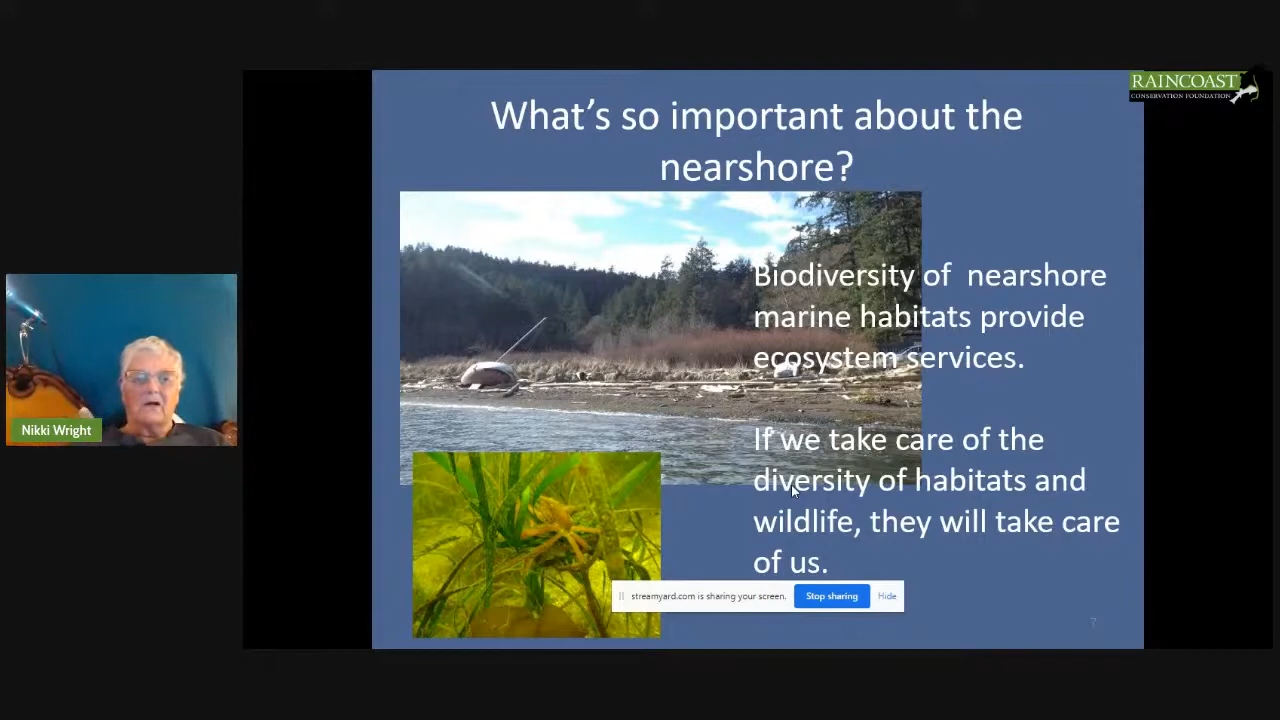 RAINCOAST
CONSERVATION FOUNDATION
What's so important about the
nearshore?
Biodiversity of  nearshore
marine habitats provide
ecosystem services.
If we take care of the
diversity of habitats and
wildlife, they will take care
of us.
Nikki Wright
streamyard.com is sharing your screen. Stop sharing Hide
7